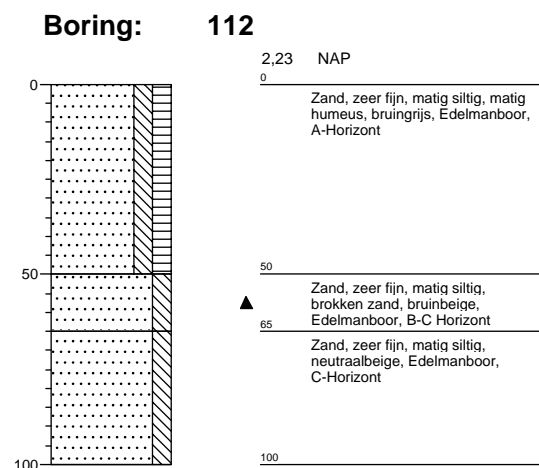 Boring: 112
2,23 NAP
0
0
Zand, zeer fijn, matig siltig, matig
humeus, bruingrijs, Edelmanboor,
A-Horizont
50
50
Zand, zeer fijn, matig siltig,
brokken zand, bruinbeige,
Edelmanboor, B-C Horizont
65
Zand, zeer fijn, matig siltig,
neutraalbeige, Edelmanboor,
C-Horizont
100
100